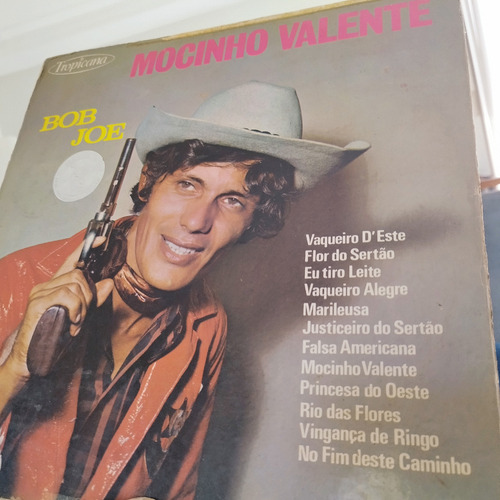 Tropicana
MOCINHO VALENTE
BOB
JOE
Vaqueiro D'Este
Flor do Sertão
Eu tiro Leite
Vaqueiro Alegre
Marileusa
Justiceiro do Sertâo
Falsa Americana
Mocinho Valente
Princesa do Oeste
Rio das Flores
Vingança de Ringo
No Fim deste Caminho